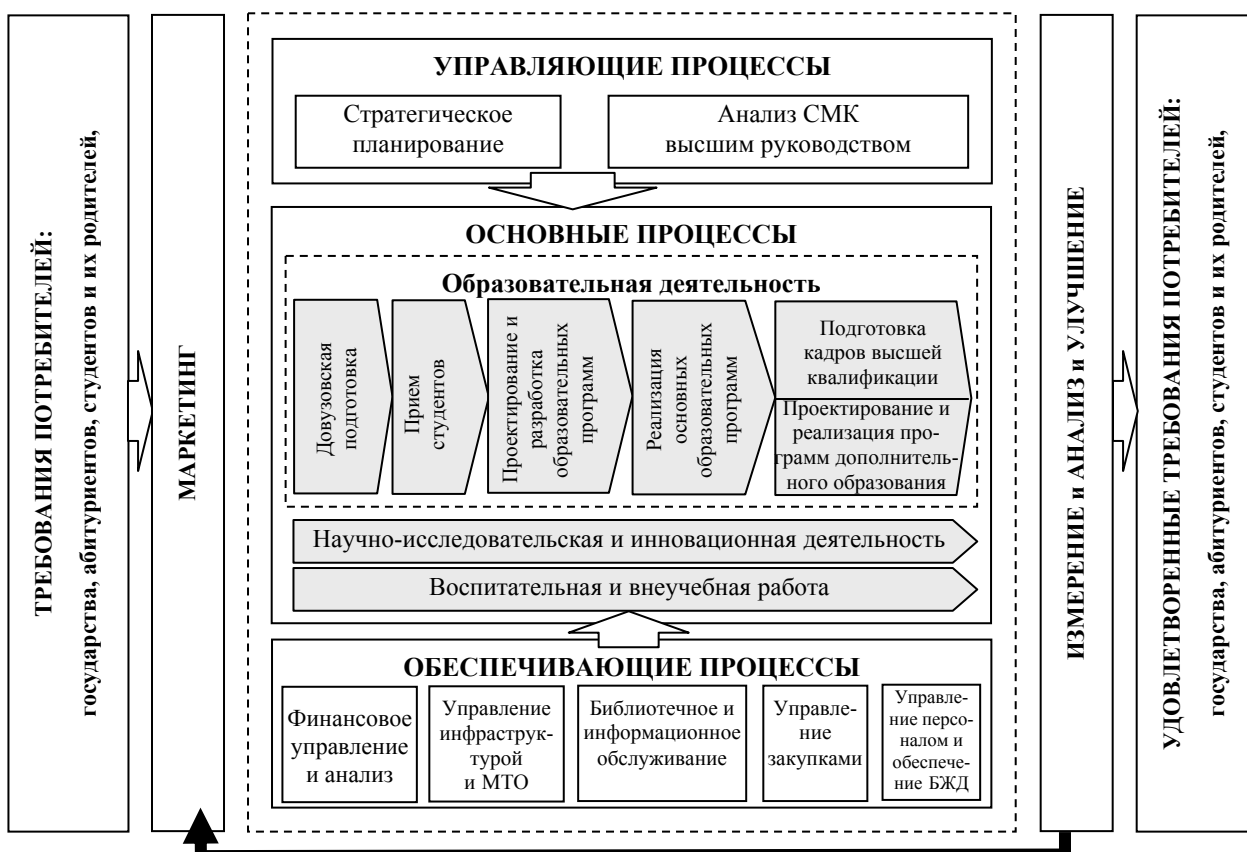 ТРЕБОВАНИЯ ПОТРЕБИТЕЛЕЙ:
государства, абитуриентов, студентов и их родителей,
МАРКЕТИНГ
УПРАВЛЯЮЩИЕ ПРОЦЕССЫ
Стратегическое
планирование
Анализ СМК
высшим руководством
ОСНОВНЫЕ ПРОЦЕССЫ
Образовательная деятельность
Довузовская
подготовка
Прием
студентов
Проектирование и
разработка
образовательных
программ
Реализация
основных
образовательных
программ
Подготовка
кадров высшей
квалификации
Проектирование и
реализация про-
грамм дополнитель-
ного образования
Научно-исследовательская и инновационная деятельность
Воспитательная и внеучебная работа
ОБЕСПЕЧИВАЮЩИЕ ПРОЦЕССЫ
Финансовое
управление
и анализ
Управление
инфраструк-
турой
и МТО
Библиотечное и
информационное
обслуживание
Управле-
ние
закупками
Управле-
ние персо-
налом и
обеспече-
ние БЖД
ИЗМЕРЕНИЕ и АНАЛИЗ и УЛУЧШЕНИЕ
УДОВЛЕТВОРЕННЫЕ ТРЕБОВАНИЯ ПОТРЕБИТЕЛЕЙ:
государства, абитуриентов, студентов и их родителей,